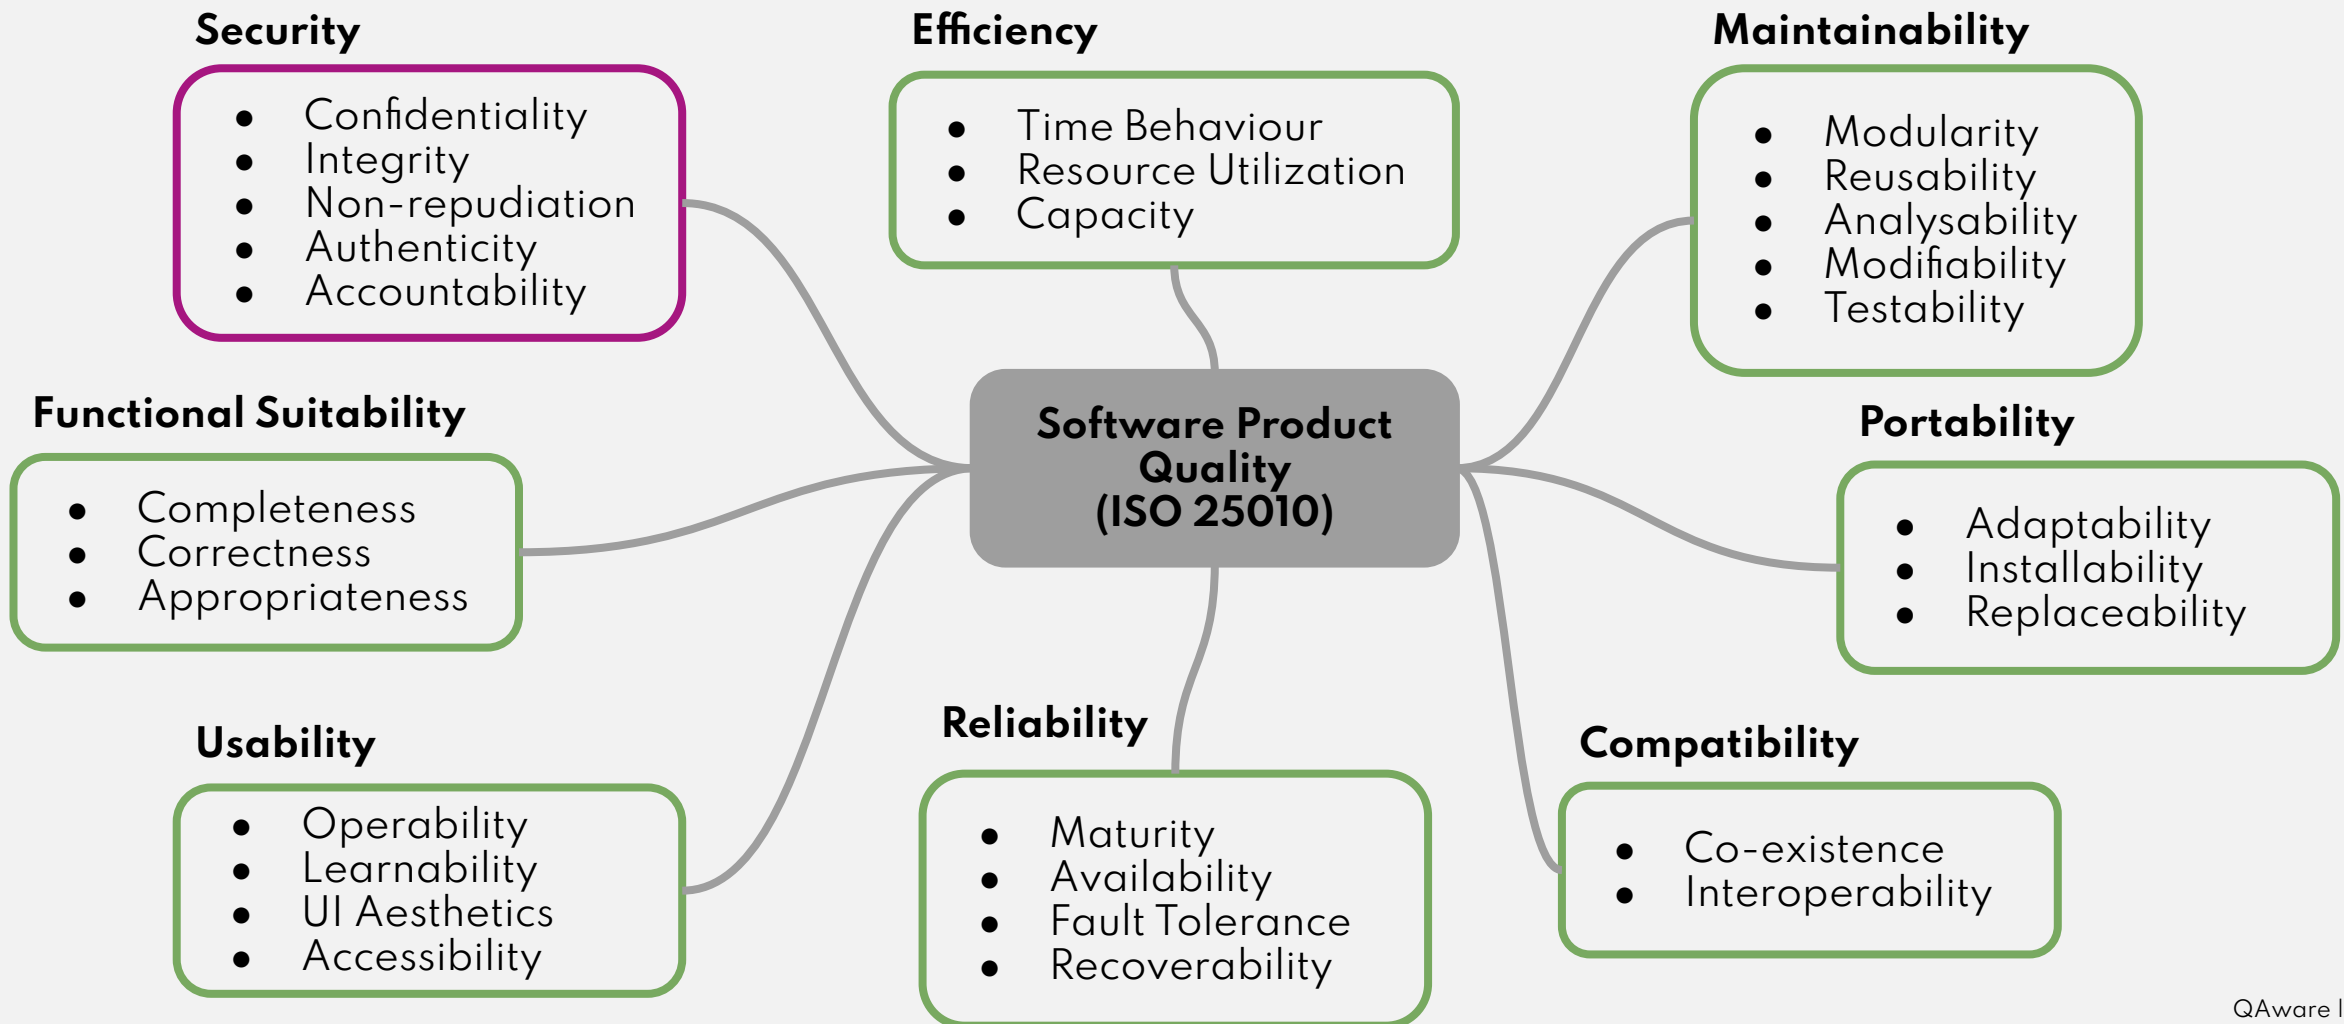 Security
• Confidentiality
• Integrity
• Non-repudiation
• Authenticity
• Accountability
Efficiency
• Time Behaviour
• Resource Utilization
• Capacity
Maintainability
• Modularity
• Reusability
• Analysability
• Modifiability
• Testability
Functional Suitability
• Completeness
• Correctness
• Appropriateness
Software Product
Quality
(ISO 25010)
Portability
• Adaptability
• Installability
• Replaceability
Usability
• Operability
• Learnability
• UI Aesthetics
• Accessibility
Reliability
• Maturity
• Availability
• Fault Tolerance
• Recoverability
Compatibility
• Co-existence
• Interoperability
QAware |